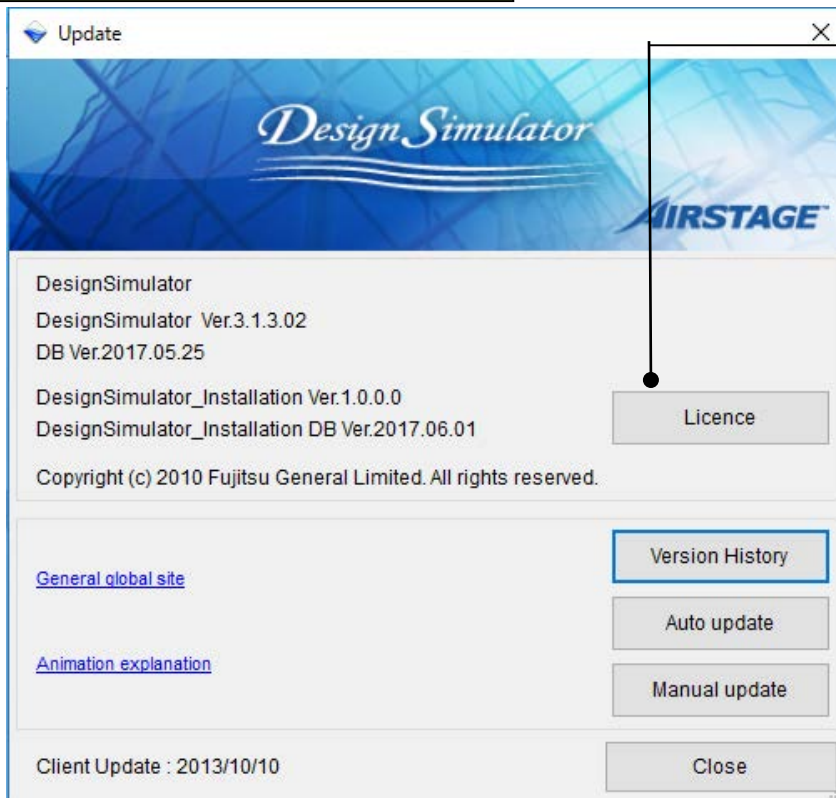 Update
Design Simulator
AIRSTAGE™
DesignSimulator
DesignSimulator Ver.3.1.3.02
DB Ver.2017.05.25
DesignSimulator_Installation Ver.1.0.0.0
DesignSimulator_Installation DB Ver.2017.06.01
Licence
Copyright (c) 2010 Fujitsu General Limited. All rights reserved.
Version History
General global site
Auto update
Animation explanation
Manual update
Client Update : 2013/10/10
Close